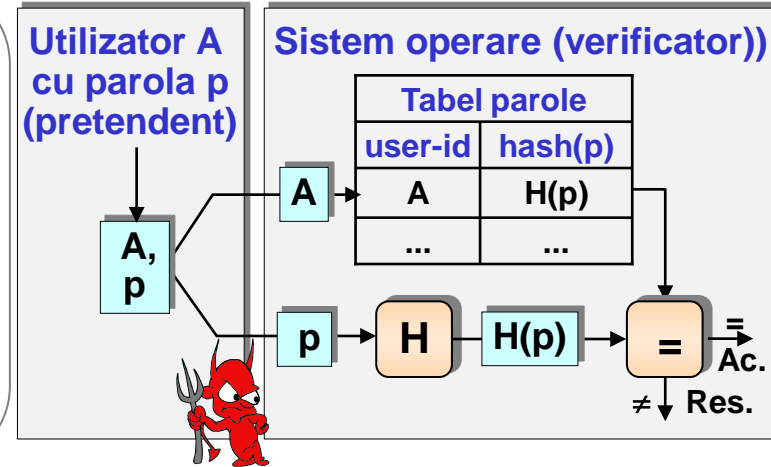 Utilizator A
cu parola p
(pretendent)
A,
p
Sistem operare (verificator))
Tabel parole
user-id hash(p)
A H(p)
... ...
A
p
H
H(p)
=
=
Ac.
≠ Res.